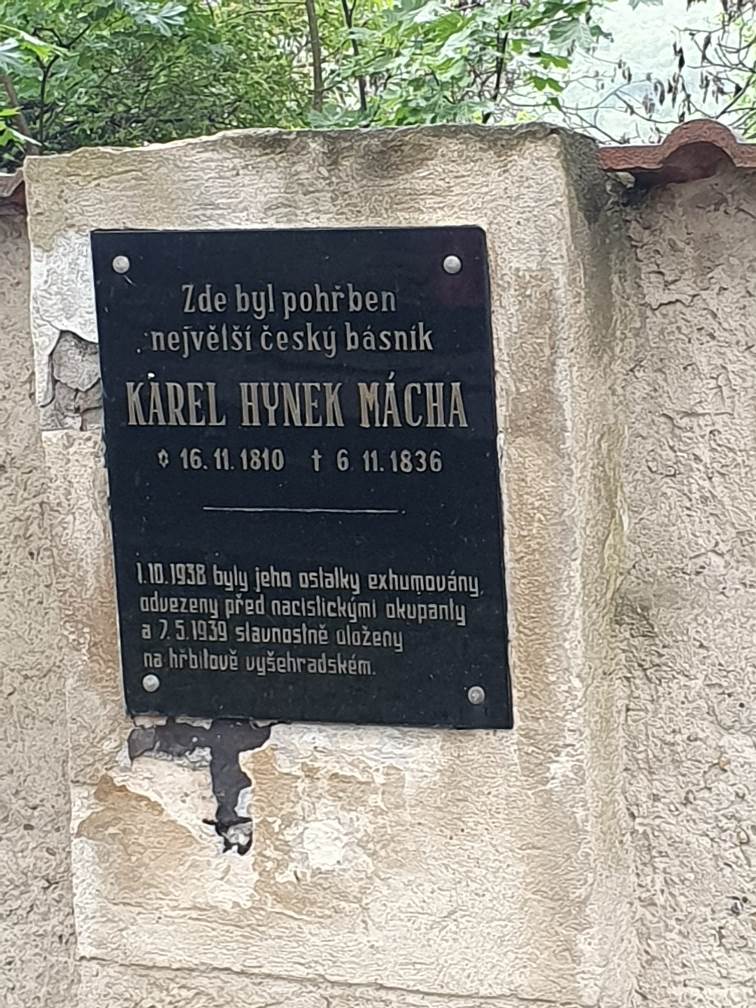 Zde byl pohřben
největší český básník
KAREL HYNEK MÁCHA
16.11.1810 † 6.11.1836
1.10.1938 byly jeho ostatky exhumovány,
odvezeny před nacistickými okupanty
a 7.5.1939 slavnostně uloženy
na hřbitově vyšehradském.